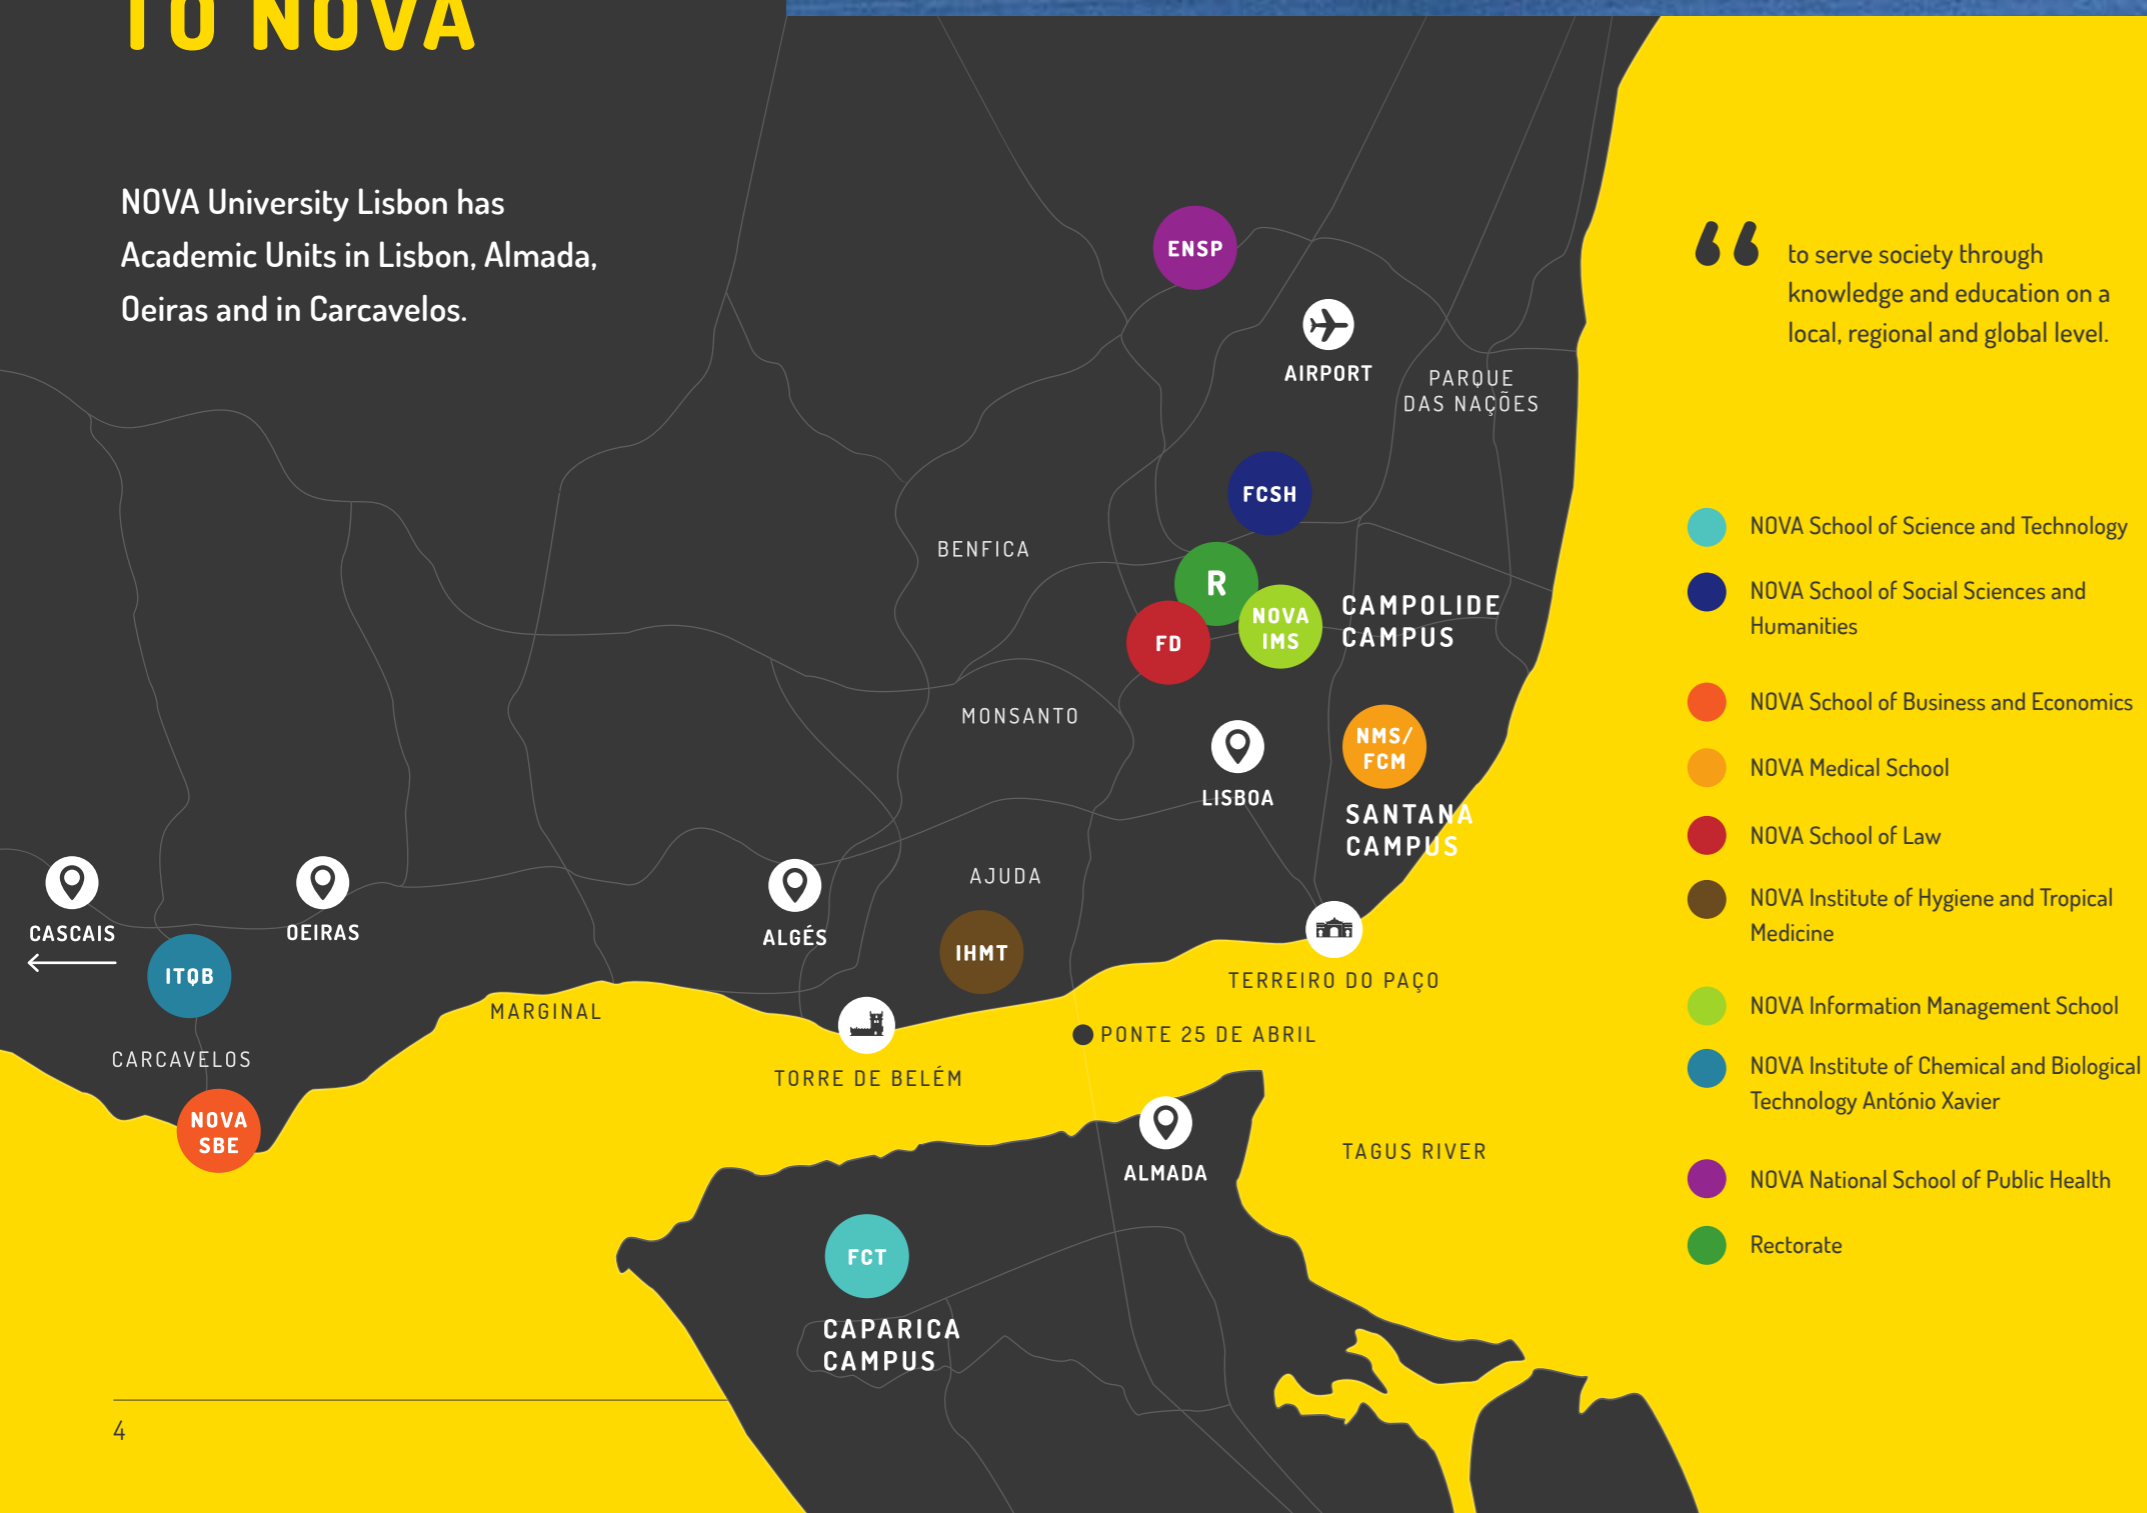 TO NOVA
NOVA University Lisbon has
Academic Units in Lisbon, Almada,
Oeiras and in Carcavelos.
ENSP
AIRPORT
PARQUE
DAS NAÇÕES
FCSH
BENFICA
R
FD
NOVA
IMS
CAMPOLIDE
CAMPUS
MONSANTO
LISBOA
NMS/
FCM
SANTANA
CAMPUS
CASCAIS
OEIRAS
ALGÉS
AJUDA
IHMT
ITQB
MARGINAL
TERREIRO DO PAÇO
CARCAVELOS
TORRE DE BELÉM
PONTE 25 DE ABRIL
NOVA
SBE
ALMADA
TAGUS RIVER
FCT
CAPARICA
CAMPUS
4
“ to serve society through
knowledge and education on a
local, regional and global level.
NOVA School of Science and Technology
NOVA School of Social Sciences and
Humanities
NOVA School of Business and Economics
NOVA Medical School
NOVA School of Law
NOVA Institute of Hygiene and Tropical
Medicine
NOVA Information Management School
NOVA Institute of Chemical and Biological
Technology António Xavier
NOVA National School of Public Health
Rectorate